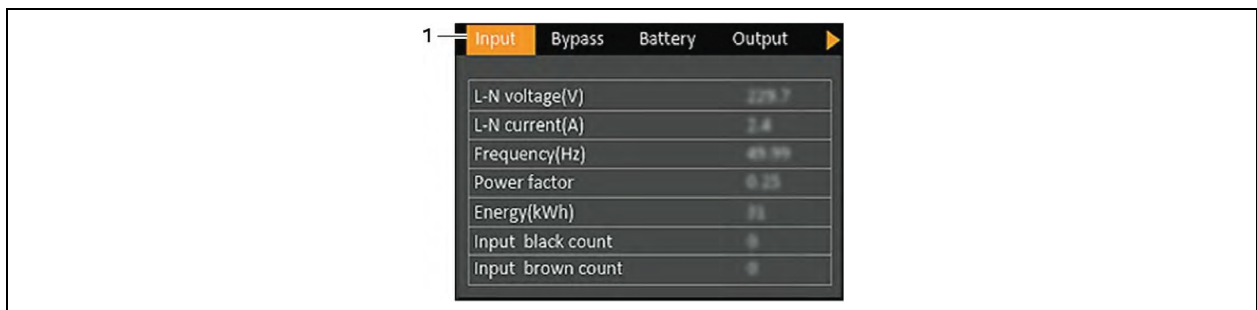 1
Input Bypass Battery Output
L-N voltage(V)
L-N current(A)
Frequency(Hz)
Power factor
Energy(kWh)
Input black count
Input brown count